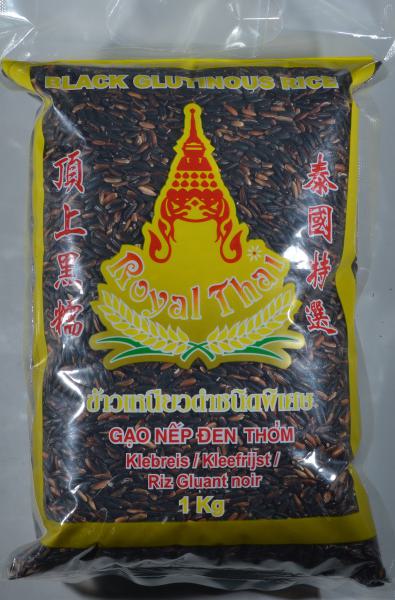 BLACK GLUTINOUS RICE
頂上黑糯
泰國特選
Royal Thai
ข้าวเหนียวดำชนิดพิเศษ
GẠO NẾP ĐEN, THƠM
Klebreis / Kleefrijst /
Riz Gluant noir
1 Kg